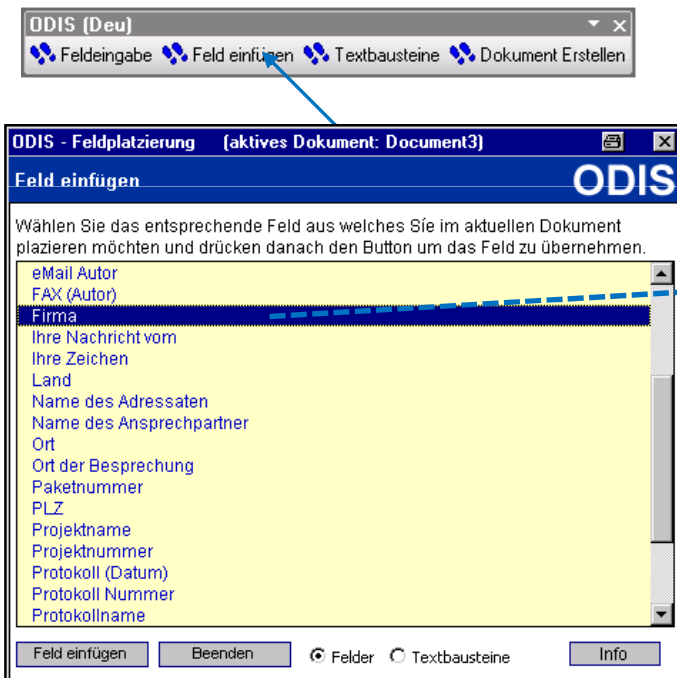 ODIS (Deu)
Feldeingabe Feld einfügen Textbausteine Dokument Erstellen
ODIS - Feldplatzierung (aktives Dokument: Document3)
Feld einfügen ODIS
Wählen Sie das entsprechende Feld aus welches Síe im aktuellen Dokument
plazieren möchten und drücken danach den Button um das Feld zu übernehmen.
eMail Autor
FAX (Autor)
Firma
Ihre Nachricht vom
Ihre Zeichen
Land
Name des Adressaten
Name des Ansprechpartner
Ort
Ort der Besprechung
Paketnummer
PLZ
Projektname
Projektnummer
Protokoll (Datum)
Protokoll Nummer
Protokollname
Feld einfügen Beenden Felder Textbausteine Info